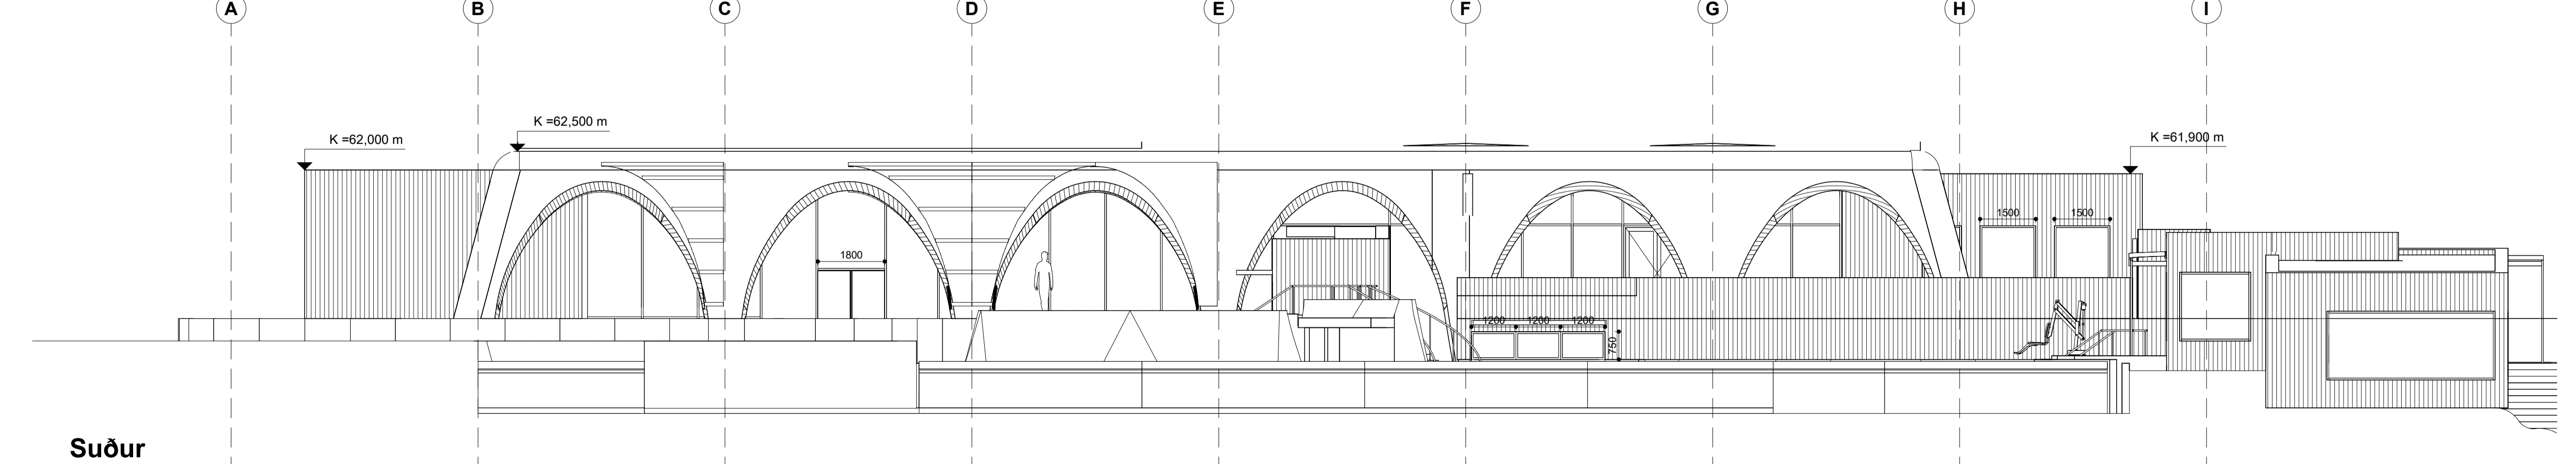 A B C D E F G H I
K =62,500 m
K =62,000 m
K =61,900 m
1500 1500
1800
1200 1200 1200
750
Suður